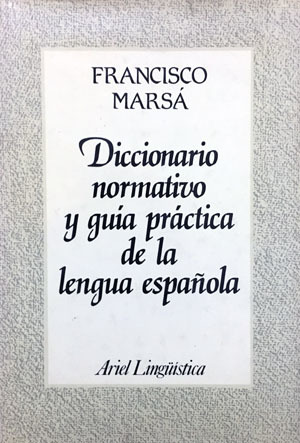 FRANCISCO
MARSÁ
Diccionario
normativo
y guía práctica
de la
lengua española
Ariel Lingüística